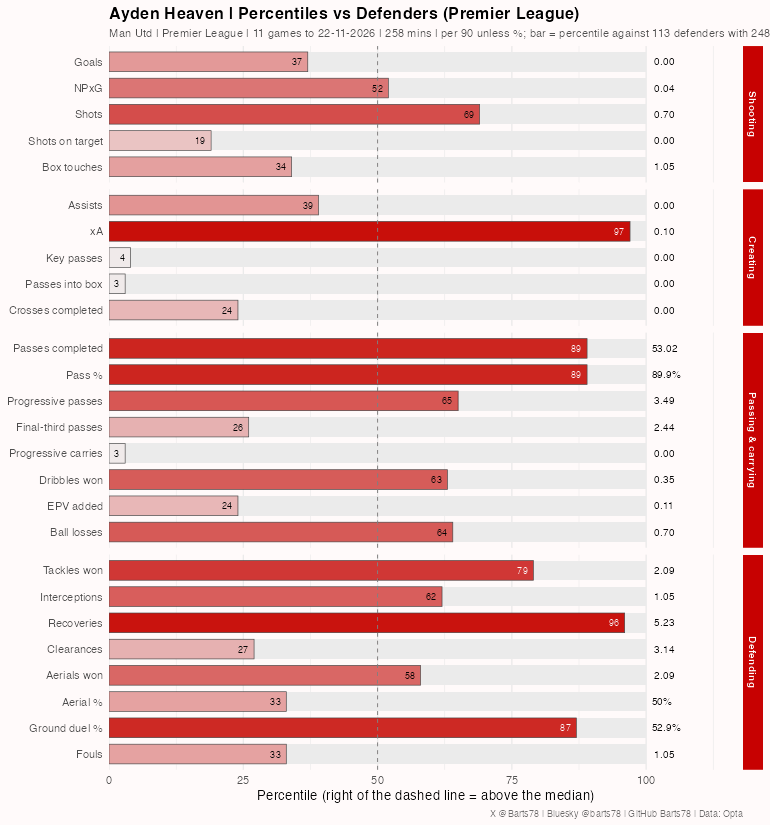 Ayden Heaven | Percentiles vs Defenders (Premier League)
Man Utd | Premier League | 11 games to 22-11-2026 | 258 mins | per 90 unless %; bar = percentile against 113 defenders with 248
Goals 37 0.00
NPxG 52 0.04
Shots 69 0.70
Shots on target 19 0.00
Box touches 34 1.05
Shooting
Assists 39 0.00
xA 97 0.10
Key passes 4 0.00
Passes into box 3 0.00
Crosses completed 24 0.00
Creating
Passes completed 89 53.02
Pass % 89 89.9%
Progressive passes 65 3.49
Final-third passes 26 2.44
Progressive carries 3 0.00
Dribbles won 63 0.35
EPV added 24 0.11
Ball losses 64 0.70
Passing & carrying
Tackles won 79 2.09
Interceptions 62 1.05
Recoveries 96 5.23
Clearances 27 3.14
Aerials won 58 2.09
Aerial % 33 50%
Ground duel % 87 52.9%
Fouls 33 1.05
Defending
0 25 50 75 100
Percentile (right of the dashed line = above the median)
X @Barts78 | Bluesky @barts78 | GitHub Barts78 | Data: Opta